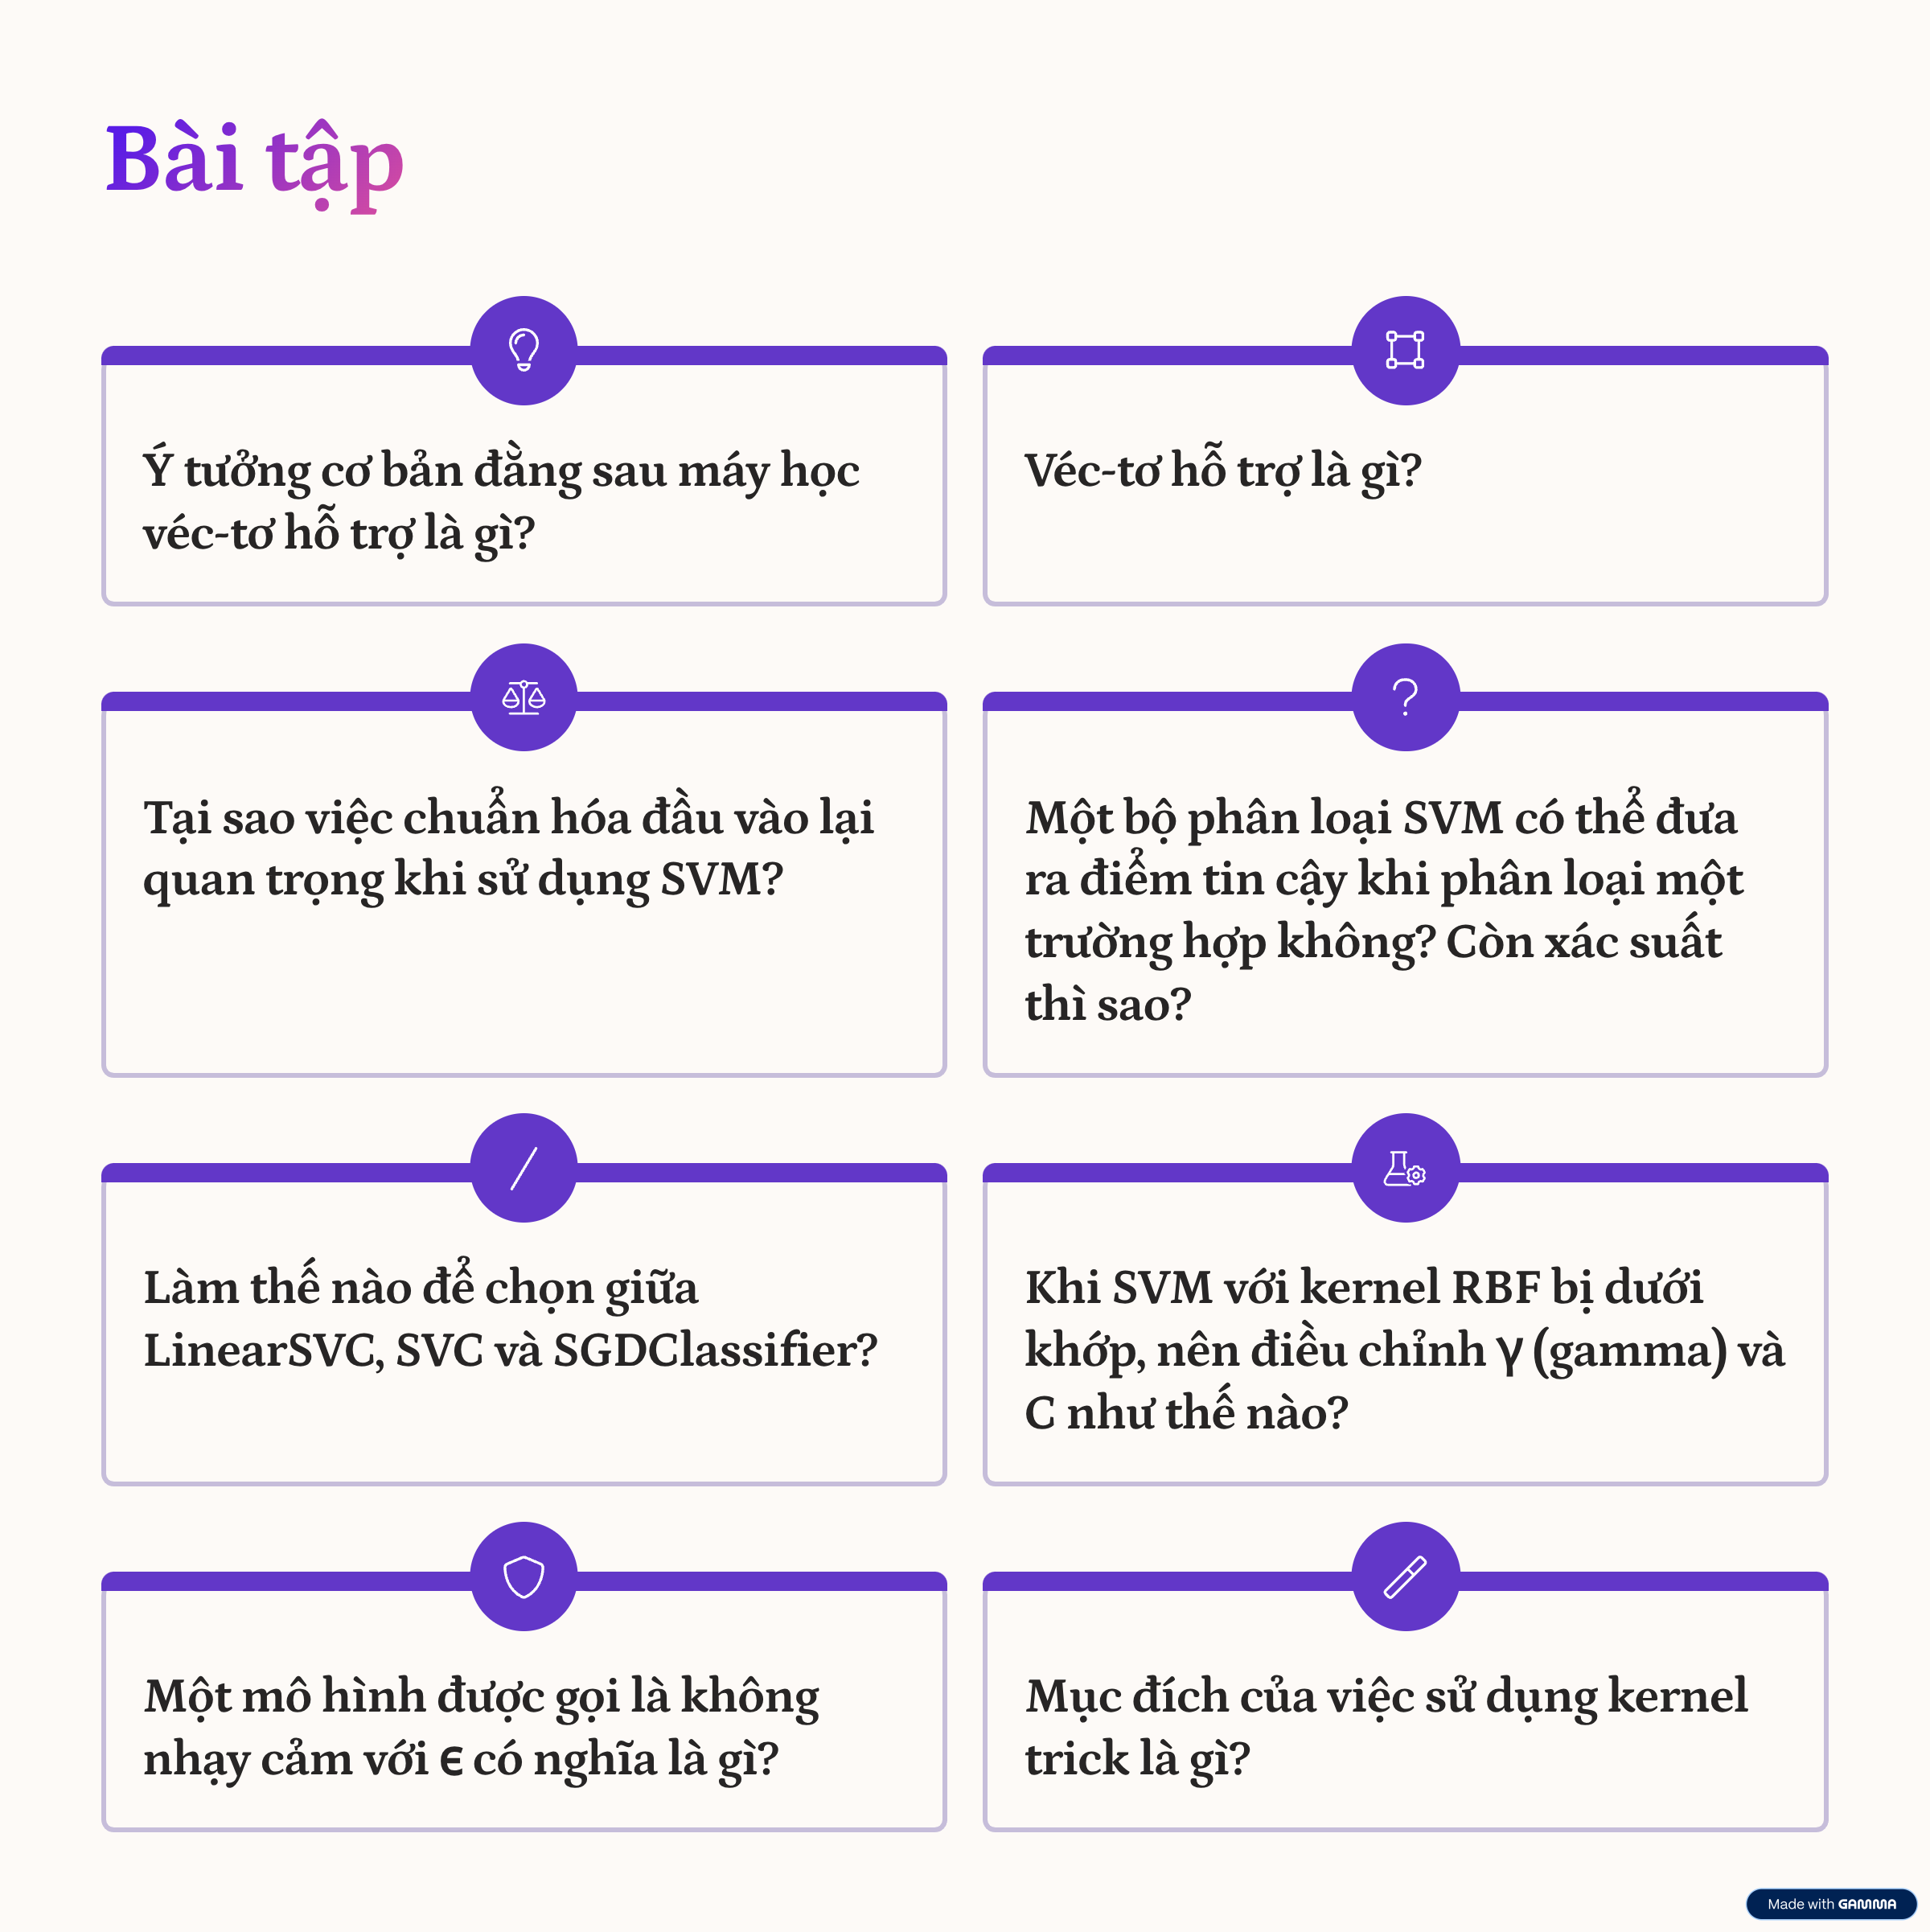 Bài tập
Ý tưởng cơ bản đằng sau máy học
véc-tơ hỗ trợ là gì?
Véc-tơ hỗ trợ là gì?
Tại sao việc chuẩn hóa đầu vào lại
quan trọng khi sử dụng SVM?
Một bộ phân loại SVM có thể đưa
ra điểm tin cậy khi phân loại một
trường hợp không? Còn xác suất
thì sao?
Làm thế nào để chọn giữa
LinearSVC, SVC và SGDClassifier?
Khi SVM với kernel RBF bị dưới
khớp, nên điều chỉnh γ (gamma) và
C như thế nào?
Một mô hình được gọi là không
nhạy cảm với ϵ có nghĩa là gì?
Mục đích của việc sử dụng kernel
trick là gì?
Made with GAMMA